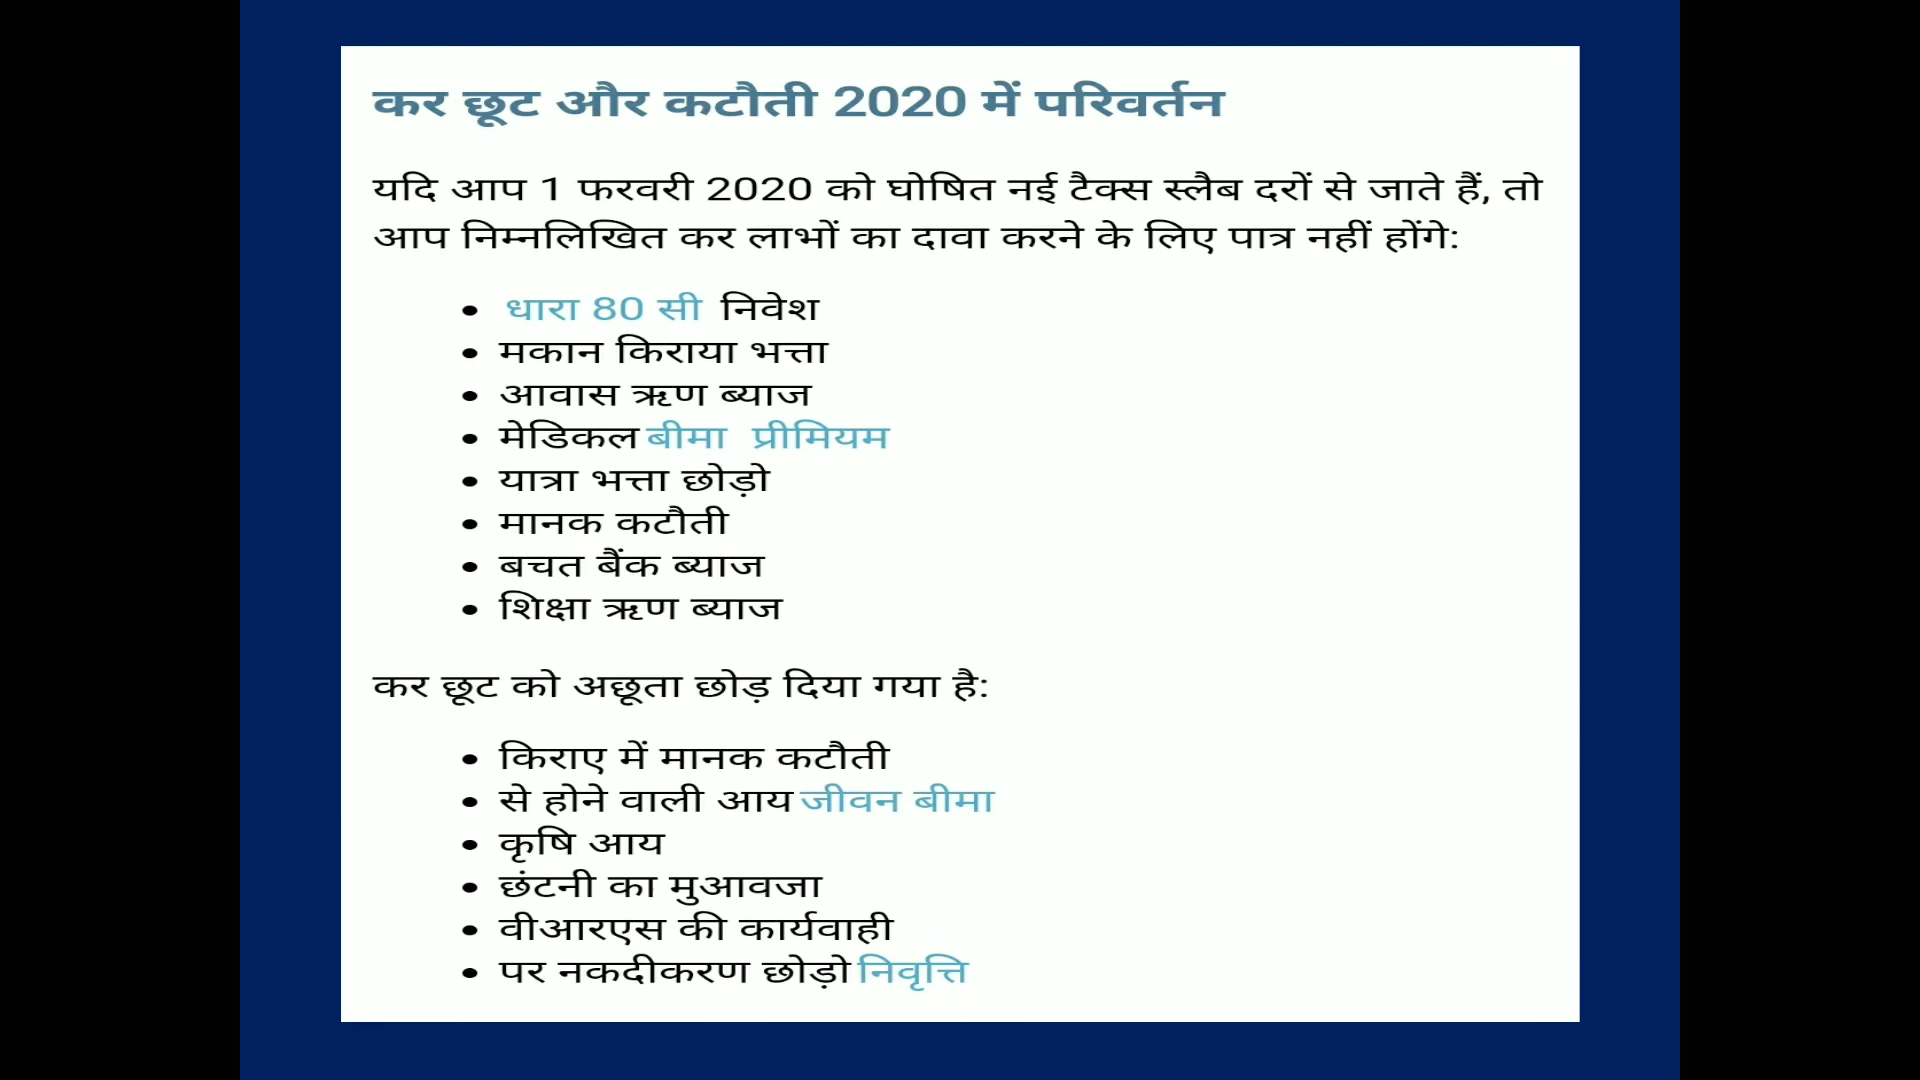 कर छूट और कटौती 2020 में परिवर्तन
यदि आप 1 फरवरी 2020 को घोषित नई टैक्स स्लैब दरों से जाते हैं, तो
आप निम्नलिखित कर लाभों का दावा करने के लिए पात्र नहीं होंगे:
• धारा 80 सी निवेश
• मकान किराया भत्ता
• आवास ऋण ब्याज
• मेडिकल बीमा प्रीमियम
• यात्रा भत्ता छोड़ो
• मानक कटौती
• बचत बैंक ब्याज
• शिक्षा ऋण ब्याज
कर छूट को अछूता छोड़ दिया गया है:
• किराए में मानक कटौती
• से होने वाली आय जीवन बीमा
• कृषि आय
• छंटनी का मुआवजा
• वीआरएस की कार्यवाही
• पर नकदीकरण छोड़ो निवृत्ति